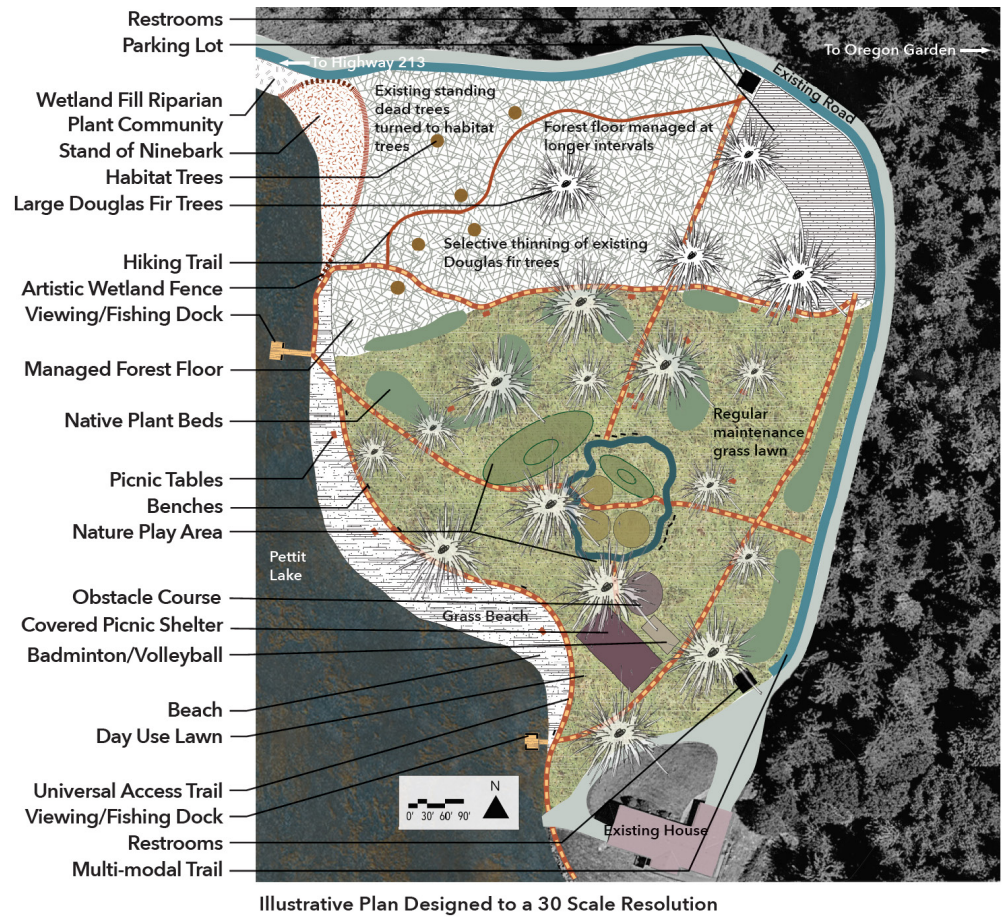 Restrooms
Parking Lot
To Oregon Garden
To Highway 213
Existing Road
Wetland Fill Riparian
Plant Community
Stand of Ninebark
Habitat Trees
Large Douglas Fir Trees
Existing standing
dead trees
turned to habitat
trees
Forest floor managed at
longer intervals
Selective thinning of existing
Douglas fir trees
Hiking Trail
Artistic Wetland Fence
Viewing/Fishing Dock
Managed Forest Floor
Native Plant Beds
Regular
maintenance
grass lawn
Picnic Tables
Benches
Nature Play Area
Pettit
Lake
Obstacle Course
Covered Picnic Shelter
Badminton/Volleyball
Grass Beach
Beach
Day Use Lawn
Universal Access Trail
Viewing/Fishing Dock
Restrooms
Multi-modal Trail
N
0' 30' 60' 90'
Existing House
Illustrative Plan Designed to a 30 Scale Resolution